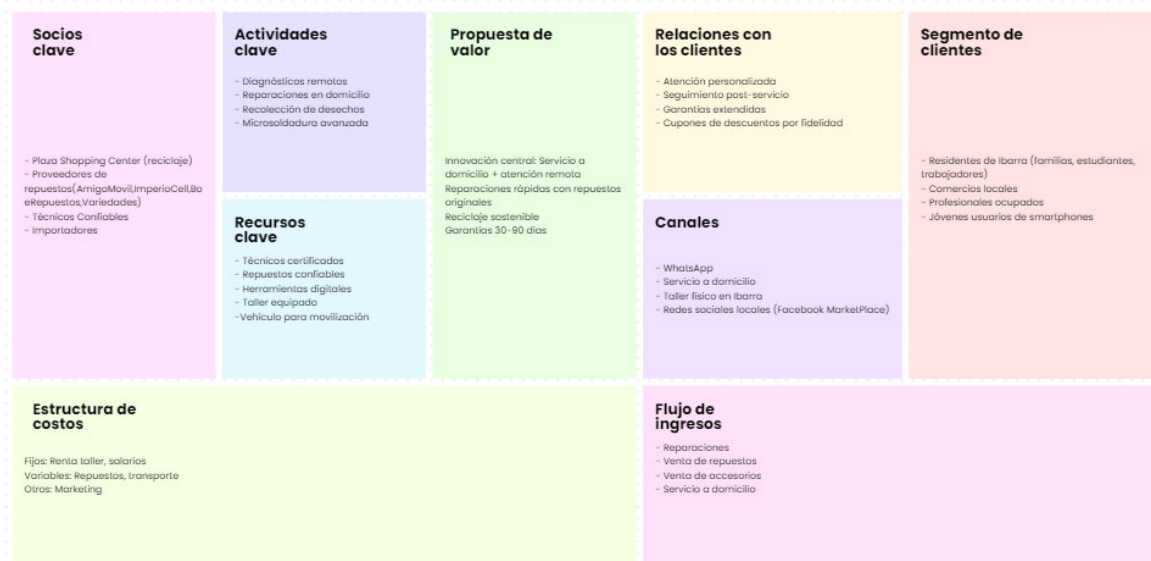 Socios
clave
- Plaza Shopping Center (reciclaje)
- Proveedores de
repuestos(AmigoMovil,ImperioCell,Bo
eRepuestos,Variedades)
- Técnicos Confiables
- Importadores
Actividades
clave
- Diagnósticos remotos
- Reparaciones en domicilio
- Recolección de desechos
- Microsoldadura avanzada
Recursos
clave
- Técnicos certificados
- Repuestos confiables
- Herramientas digitales
- Taller equipado
-Vehiculo para movilización
Propuesta de
valor
Innovación central: Servicio a
domicilio + atención remota
Reparaciones rápidas con repuestos
originales
Reciclaje sostenible
Garantías 30-90 días
Relaciones con
los clientes
- Atención personalizada
- Seguimiento post-servicio
- Garantías extendidas
- Cupones de descuentos por fidelidad
Canales
- WhatsApp
- Servicio a domicilio
- Taller físico en Ibarra
- Redes sociales locales (Facebook MarketPlace)
Segmento de
clientes
- Residentes de Ibarra (familias, estudiantes,
trabajadores)
- Comercios locales
- Profesionales ocupados
- Jóvenes usuarios de smartphones
Estructura de
costos
Fijos: Renta taller, salarios
Variables: Repuestos, transporte
Otros: Marketing
Flujo de
ingresos
- Reparaciones
- Venta de repuestos
- Venta de accesorios
- Servicio a domicilio